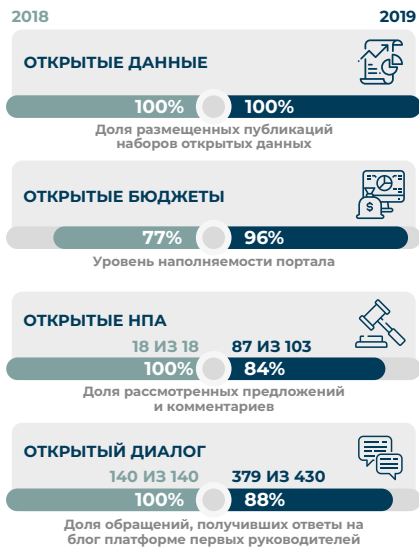 2018 2019
ОТКРЫТЫЕ ДАННЫЕ
100% 100%
Доля размещенных публикаций
наборов открытых данных
ОТКРЫТЫЕ БЮДЖЕТЫ
$
77% 96%
Уровень наполняемости портала
ОТКРЫТЫЕ НПА
18 ИЗ 18 87 ИЗ 103
100% 84%
Доля рассмотренных предложений
и комментариев
ОТКРЫТЫЙ ДИАЛОГ
140 ИЗ 140 379 ИЗ 430
100% 88%
Доля обращений, получивших ответы на
блог платформе первых руководителей